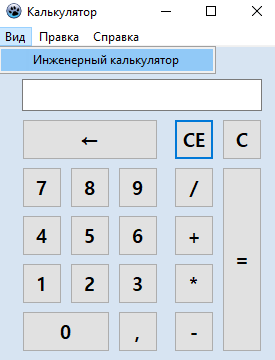 Калькулятор
Вид Правка Справка
Инженерный калькулятор
← CE C
7 8 9 /
4 5 6 +
1 2 3 * =
0 , -